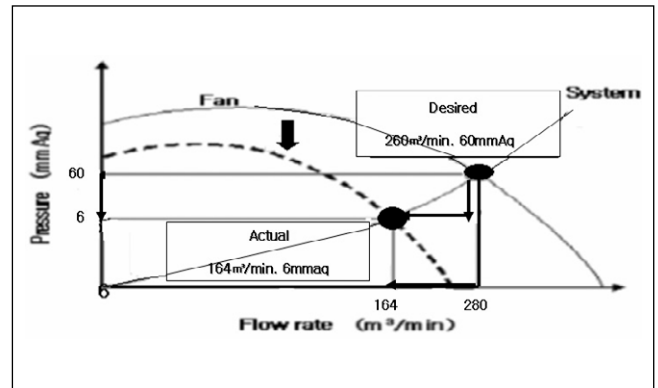 Fan
System
Desired
260㎥/min. 60mmAq
Pressure (mmAq)
60
6
Actual
164㎥/min. 6mmaq
0
164
280
Flow rate (m³/min)